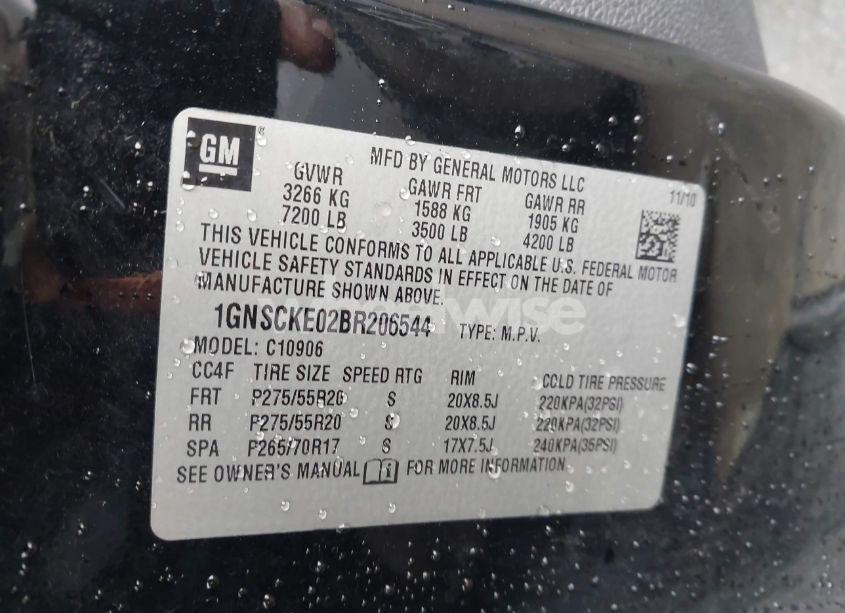 GM
MFD BY GENERAL MOTORS LLC
11/10
GVWR GAWR FRT GAWR RR
3266 KG 1588 KG 1905 KG
7200 LB 3500 LB 4200 LB
THIS VEHICLE CONFORMS TO ALL APPLICABLE U.S. FEDERAL MOTOR
VEHICLE SAFETY STANDARDS IN EFFECT ON THE DATE OF
MANUFACTURE SHOWN ABOVE.
1GNSCKE02BR206544 TYPE: M.P.V.
MODEL: C10906
CC4F TIRE SIZE SPEED RTG RIM COLD TIRE PRESSURE
FRT P275/55R20 S 20X8.5J 220KPA(32PSI)
RR P275/55R20 S 20X8.5J 220KPA(32PSI)
SPA P265/70R17 S 17X7.5J 240KPA(35PSI)
SEE OWNER'S MANUAL FOR MORE INFORMATION